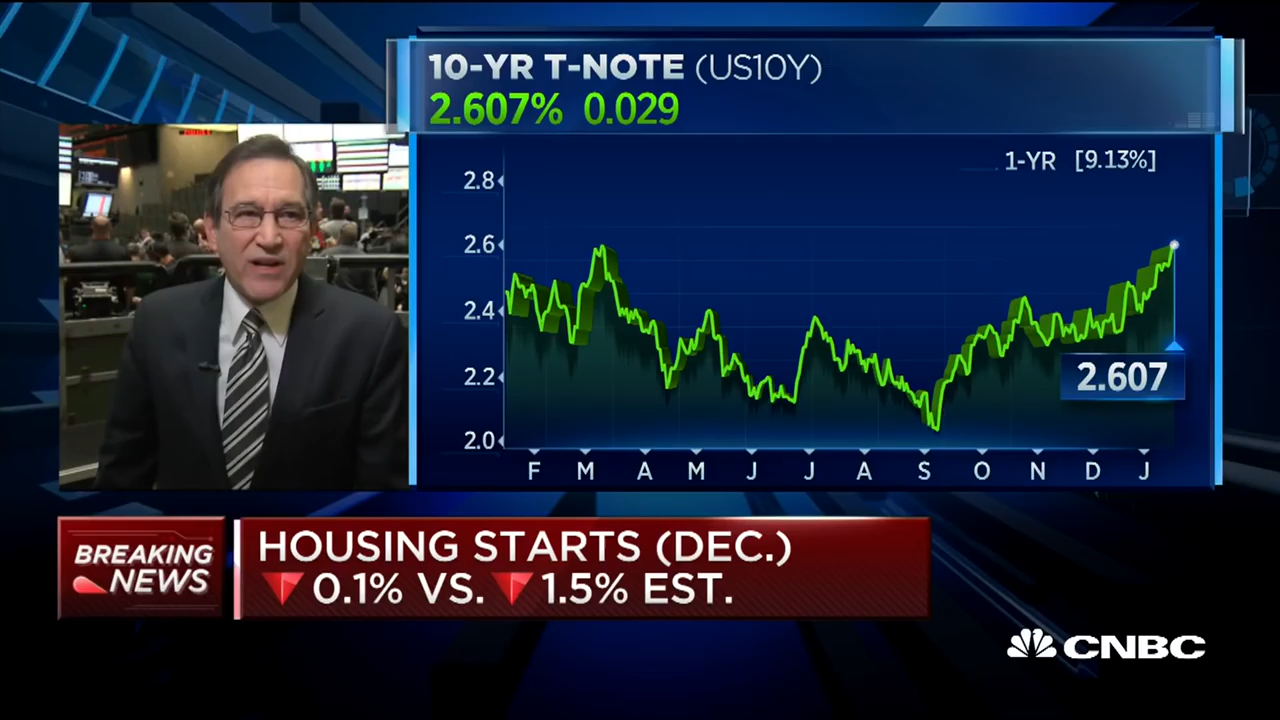 10-YR T-NOTE (US10Y)
2.607% 0.029
1-YR [9.13%]
2.8
2.6
2.4
2.2
2.0
2.607
F M A M J J A S O N D J
BREAKING
NEWS
HOUSING STARTS (DEC.)
0.1% VS. 1.5% EST.
CNBC